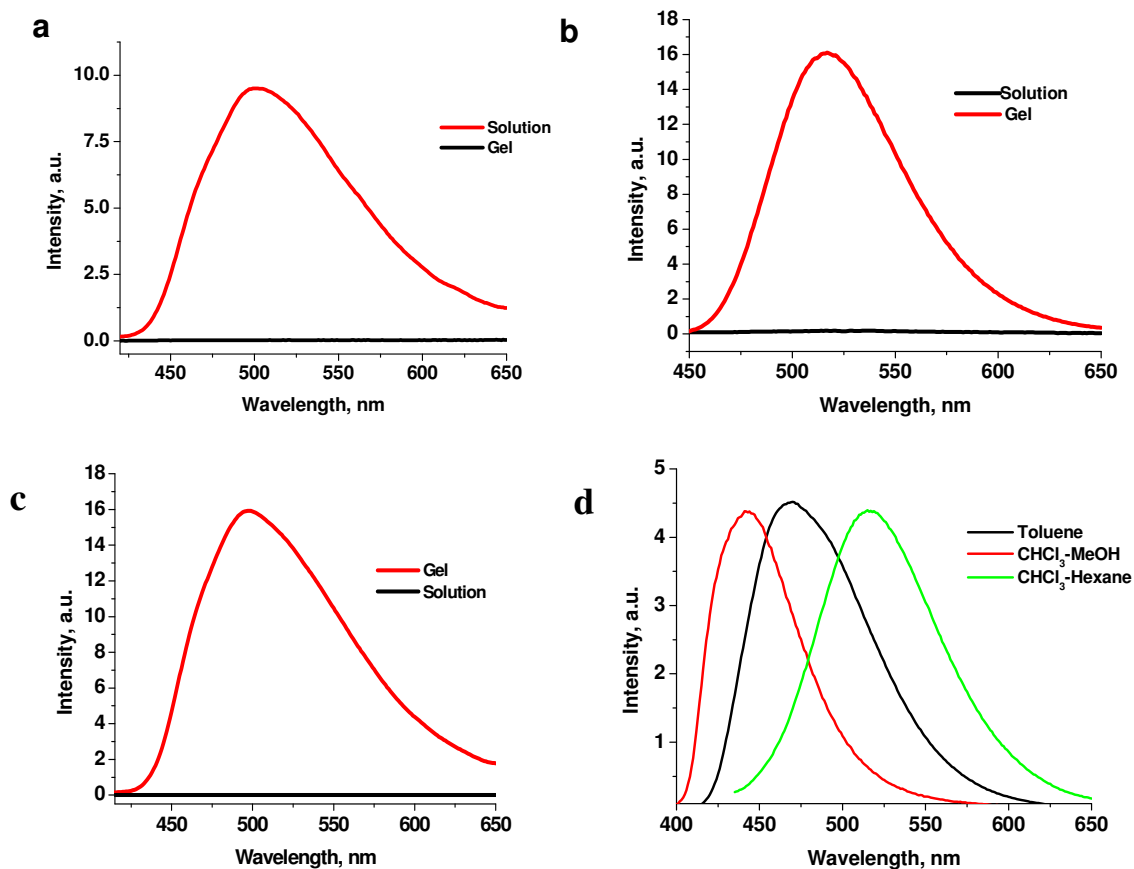 a
10.0
7.5
5.0
2.5
0.0
Intensity, a.u.
Solution
Gel
450 500 550 600 650
Wavelength, nm
b
18
16
14
12
10
8
6
4
2
0
Intensity, a.u.
Solution
Gel
450 500 550 600 650
Wavelength, nm
c
18
16
14
12
10
8
6
4
2
0
Intensity, a.u.
Gel
Solution
450 500 550 600 650
Wavelength, nm
d
5
4
3
2
1
Intensity, a.u.
Toluene
CHCl₃-MeOH
CHCl₃-Hexane
400 450 500 550 600 650
Wavelength, nm